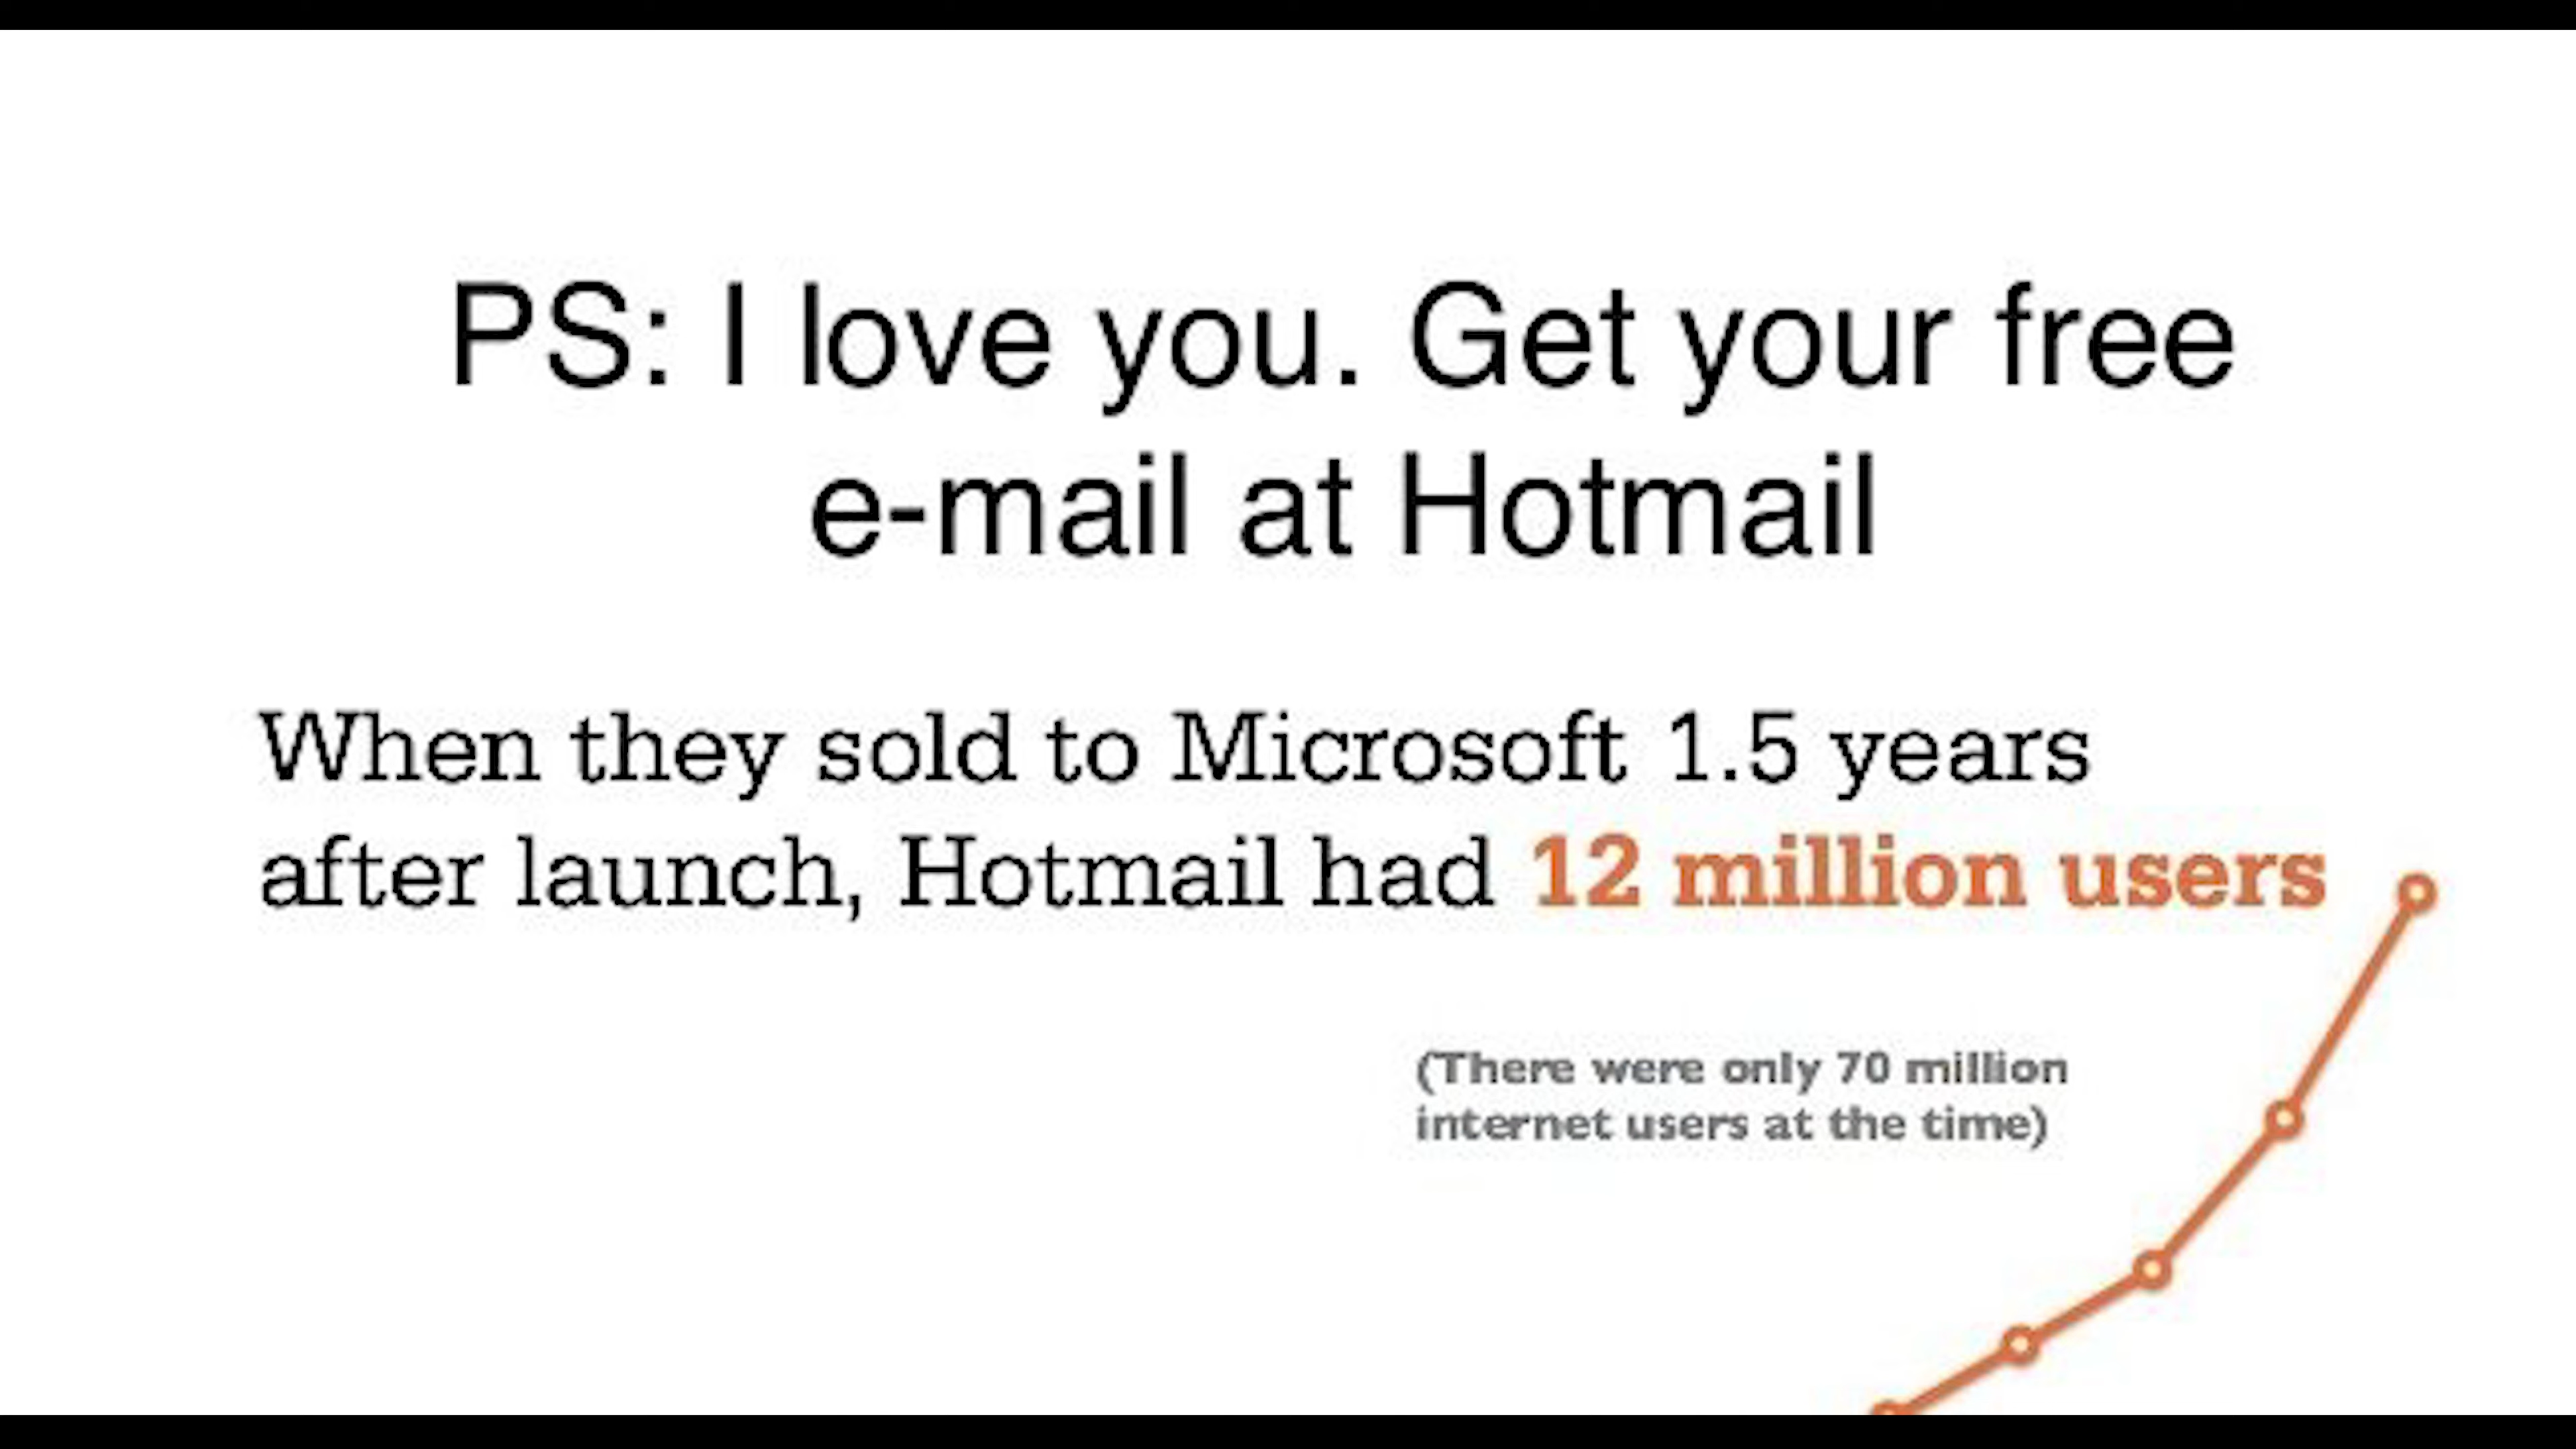 PS: I love you. Get your free
e-mail at Hotmail
When they sold to Microsoft 1.5 years
after launch, Hotmail had 12 million users
(There were only 70 million
internet users at the time)